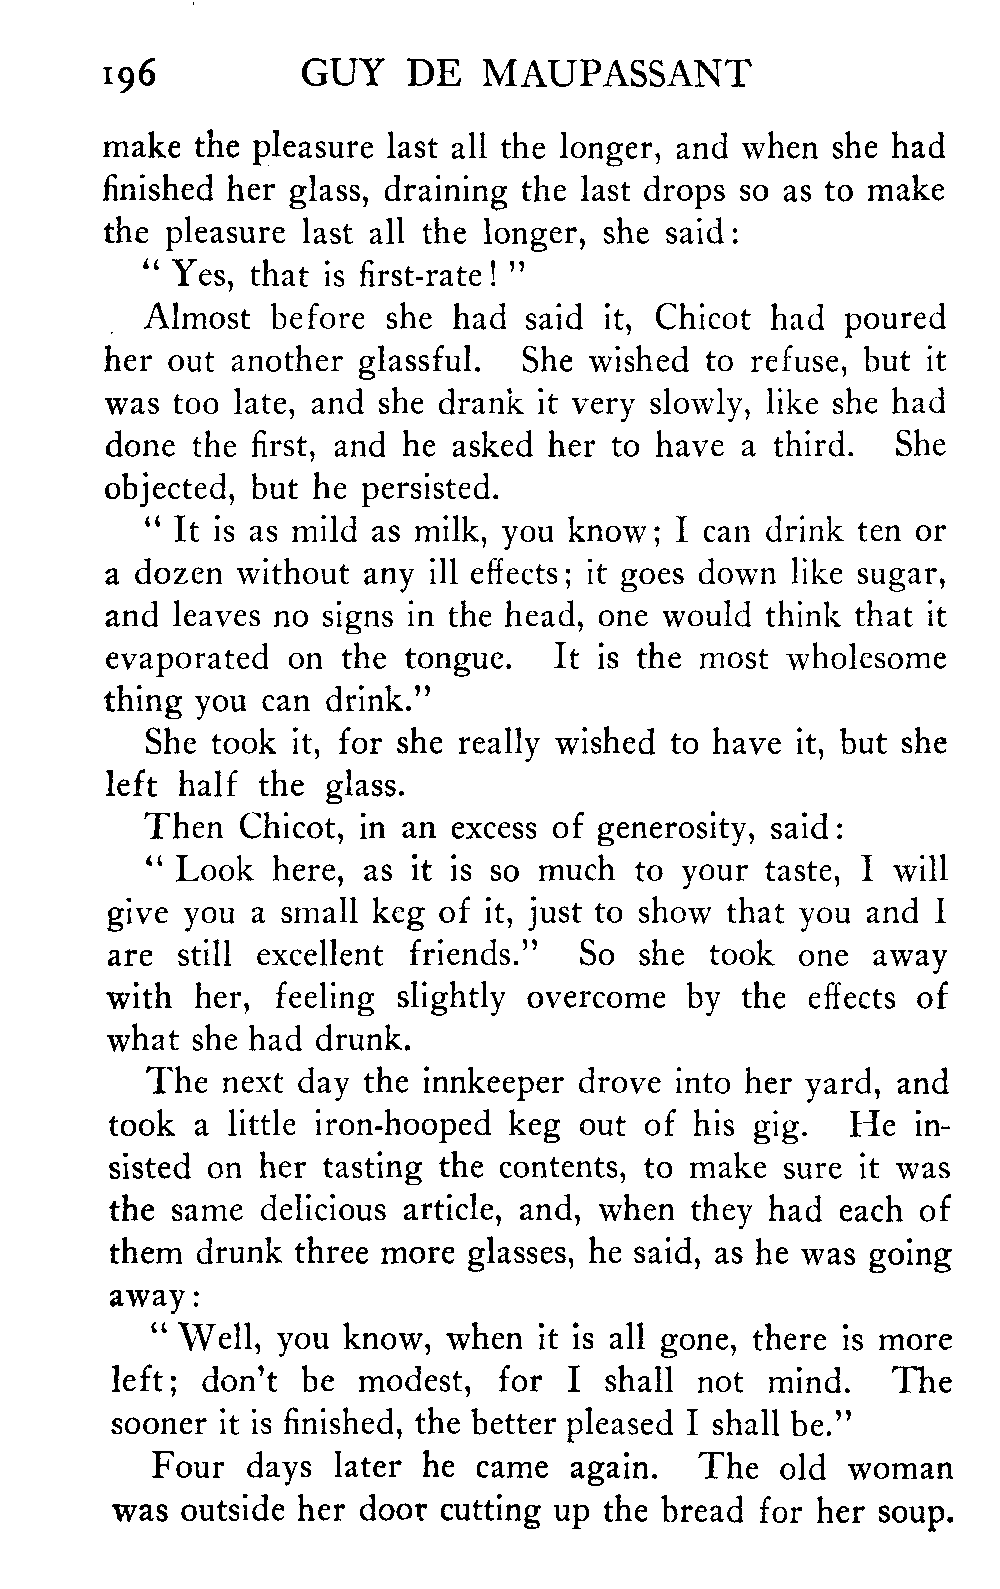 196 GUY DE MAUPASSANT
make the pleasure last all the longer, and when she had
finished her glass, draining the last drops so as to make
the pleasure last all the longer, she said:
“ Yes, that is first-rate! ”
Almost before she had said it, Chicot had poured
her out another glassful. She wished to refuse, but it
was too late, and she drank it very slowly, like she had
done the first, and he asked her to have a third. She
objected, but he persisted.
“ It is as mild as milk, you know; I can drink ten or
a dozen without any ill effects; it goes down like sugar,
and leaves no signs in the head, one would think that it
evaporated on the tongue. It is the most wholesome
thing you can drink.”
She took it, for she really wished to have it, but she
left half the glass.
Then Chicot, in an excess of generosity, said:
“ Look here, as it is so much to your taste, I will
give you a small keg of it, just to show that you and I
are still excellent friends.” So she took one away
with her, feeling slightly overcome by the effects of
what she had drunk.
The next day the innkeeper drove into her yard, and
took a little iron-hooped keg out of his gig. He in-
sisted on her tasting the contents, to make sure it was
the same delicious article, and, when they had each of
them drunk three more glasses, he said, as he was going
away:
“ Well, you know, when it is all gone, there is more
left; don’t be modest, for I shall not mind. The
sooner it is finished, the better pleased I shall be.”
Four days later he came again. The old woman
was outside her door cutting up the bread for her soup.